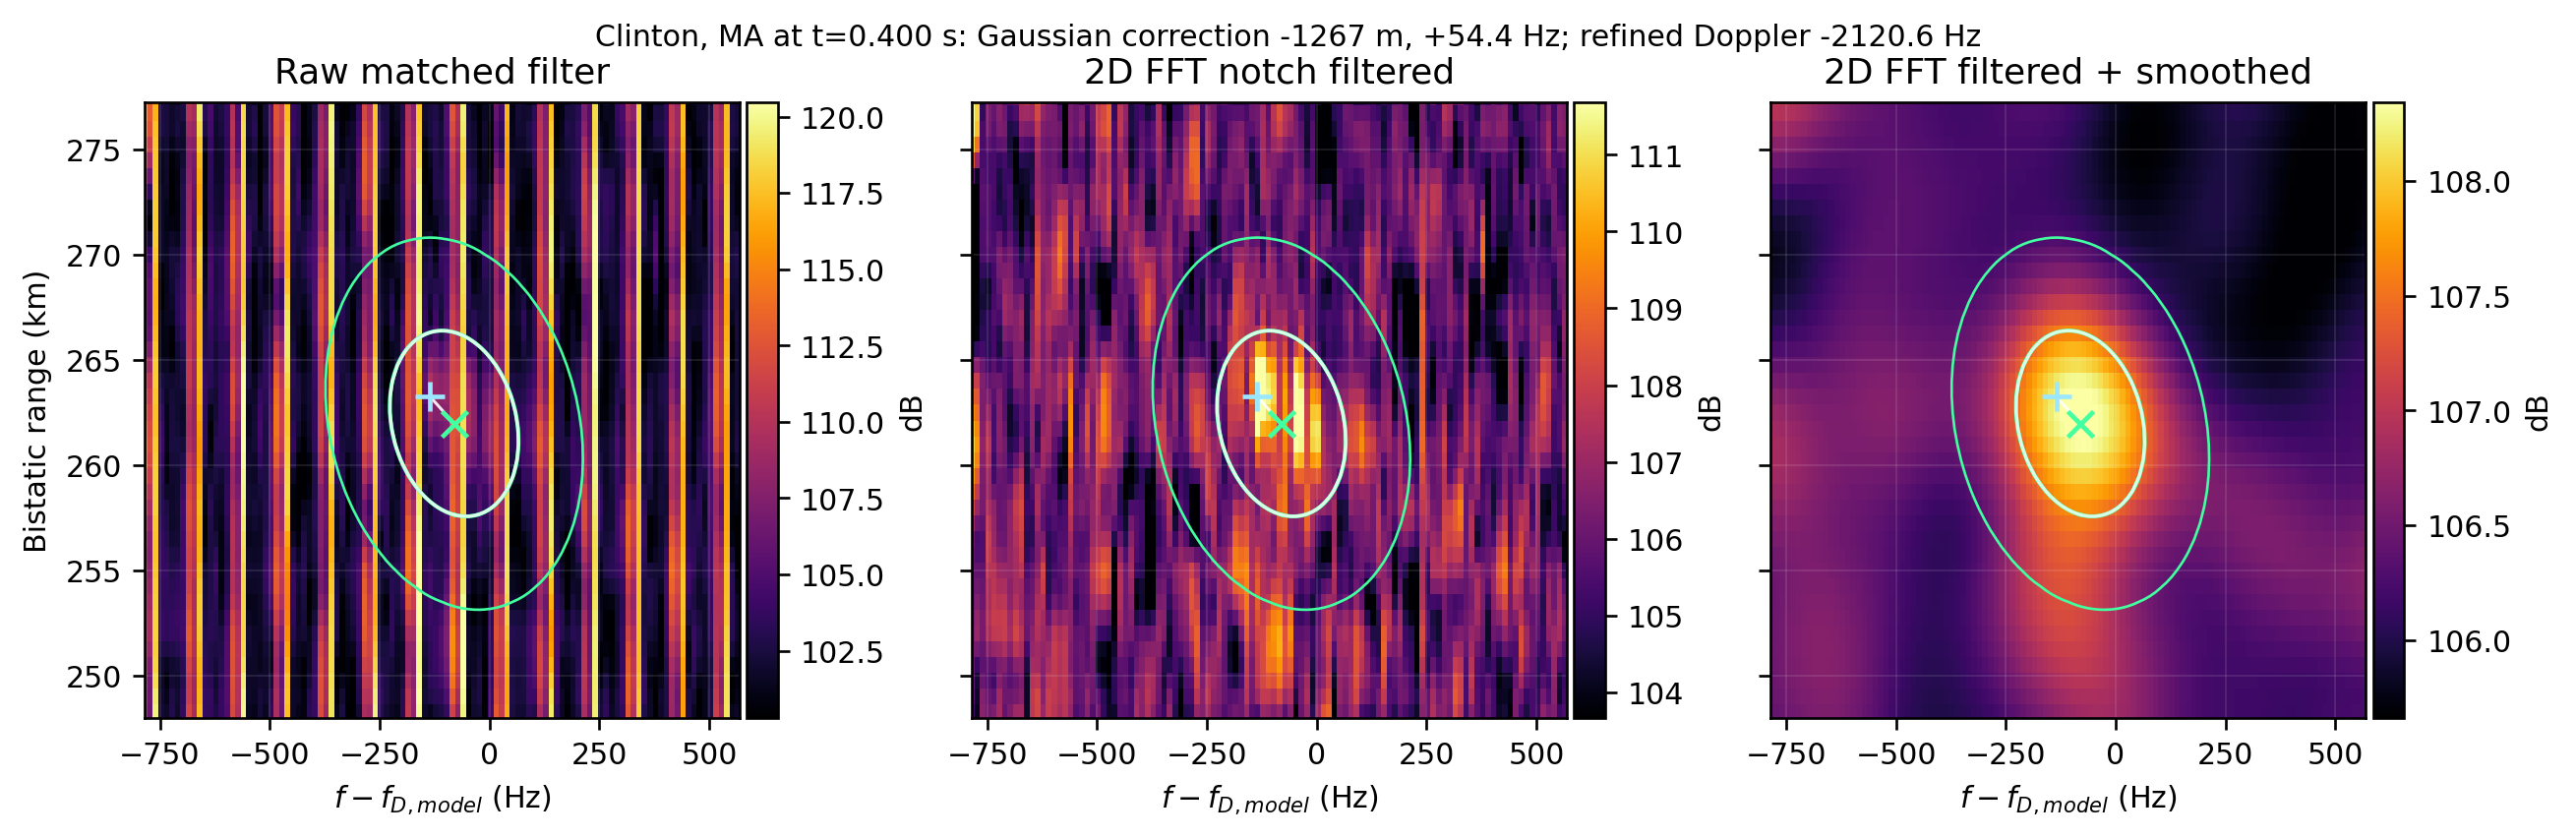 Clinton, MA at t=0.400 s: Gaussian correction -1267 m, +54.4 Hz; refined Doppler -2120.6 Hz
Raw matched filter
2D FFT notch filtered
2D FFT filtered + smoothed
Bistatic range (km)
275
270
265
260
255
250
−750 −500 −250 0 250 500
f − f_{D, model} (Hz)
120.0
117.5
115.0
112.5
110.0
107.5
105.0
102.5
dB
−750 −500 −250 0 250 500
f − f_{D, model} (Hz)
111
110
109
108
107
106
105
104
dB
−750 −500 −250 0 250 500
f − f_{D, model} (Hz)
108.0
107.5
107.0
106.5
106.0
dB